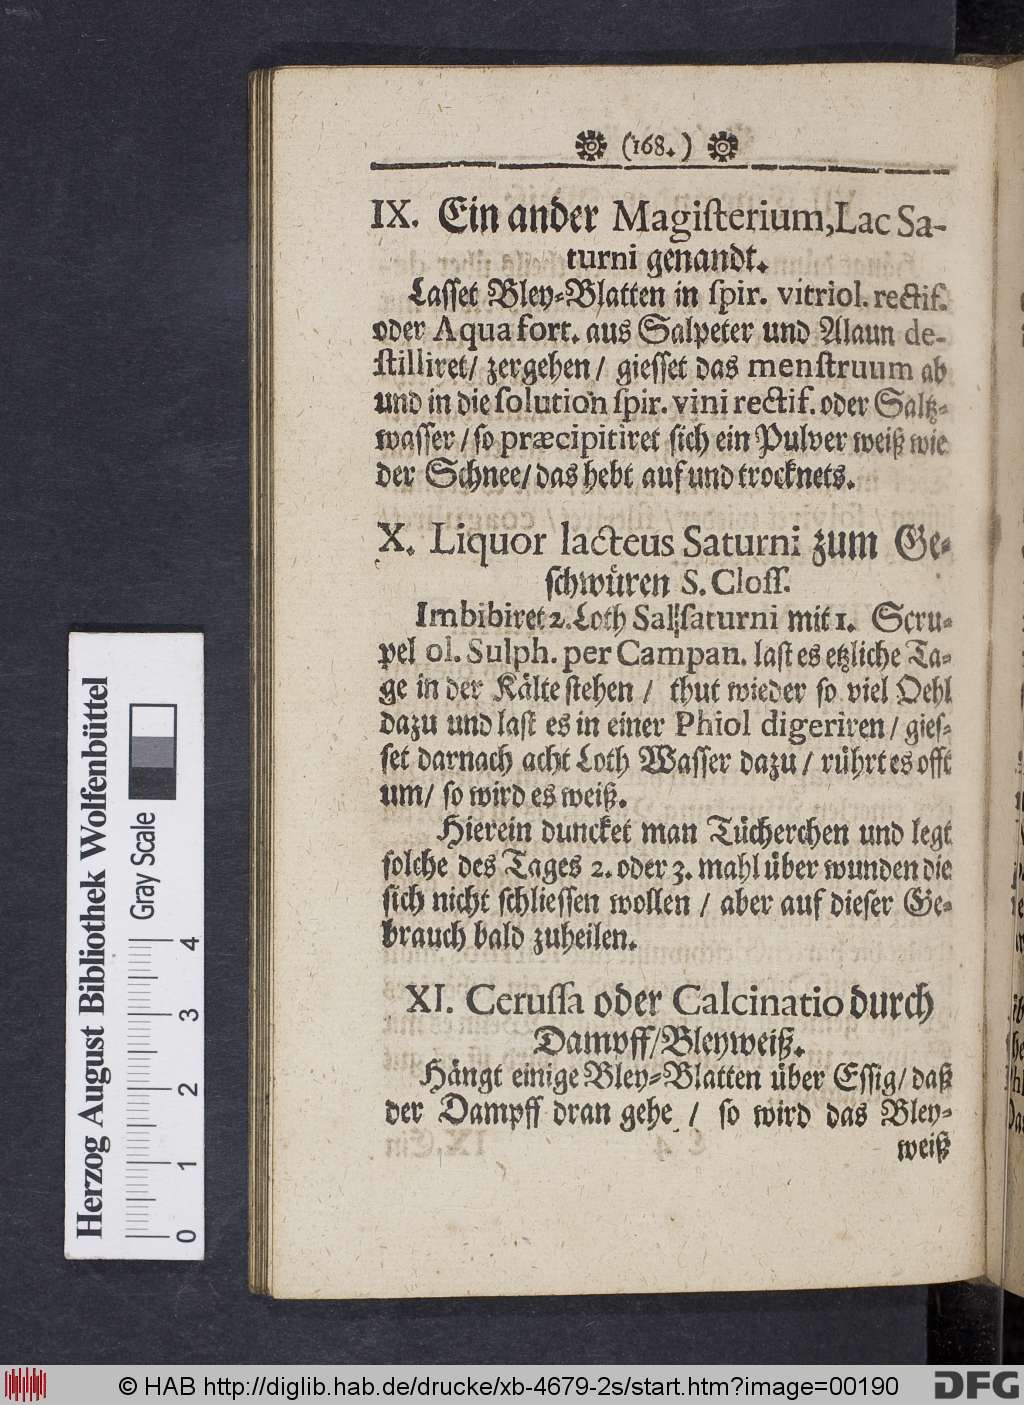 (168.)
IX. Ein ander Magiſterium, Lac Sa-
turni genandt.
Laſſet Bley-Blatten in ſpir. vitriol. rectif.
oder Aqua fort. aus Salpeter und Alaun de-
ſtilliret/ zergehen/ gieſſet das menſtruum ab
und in die ſolution ſpir. vini rectif. oder Saltz-
waſſer/ ſo præcipitiret ſich ein Pulver weiß wie
der Schnee/ das hebt auf und trocknets.
X. Liquor lacteus Saturni zum Ge-
ſchwüren S. Cloſſ.
Imbibiret 2. Loth Sal ſaturni mit 1. Scru-
pel ol. Sulph. per Campan. laſt es etzliche Ta-
ge in der Kälte ſtehen/ thut wieder ſo viel Oehl
dazu und laſt es in einer Phiol digeriren/ gieſ-
ſet darnach acht Loth Waſſer dazu/ rührt es offt
um/ ſo wird es weiß.
Hierein duncket man Tücherchen und legt
ſolche des Tages 2. oder 3. mahl über wunden die
ſich nicht ſchlieſſen wollen/ aber auf dieſer Ge-
brauch bald zuheilen.
XI. Ceruſſa oder Calcinatio durch
Dampff/Bleyweiß.
Hängt einige Bley-Blatten über Eſſig/ daß
der Dampff dran gehe/ ſo wird das Bley-
weiß
Herzog August Bibliothek Wolfenbüttel
Gray Scale
0 1 2 3 4
© HAB http://diglib.hab.de/drucke/xb-4679-2s/start.htm?image=00190
DFG